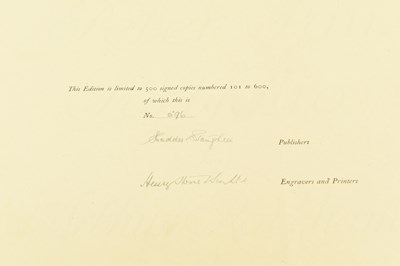 This Edition is limited to 500 signed copies numbered 101 to 600,
of which this is
No.
Publishers
Henry
Engravers and Printers